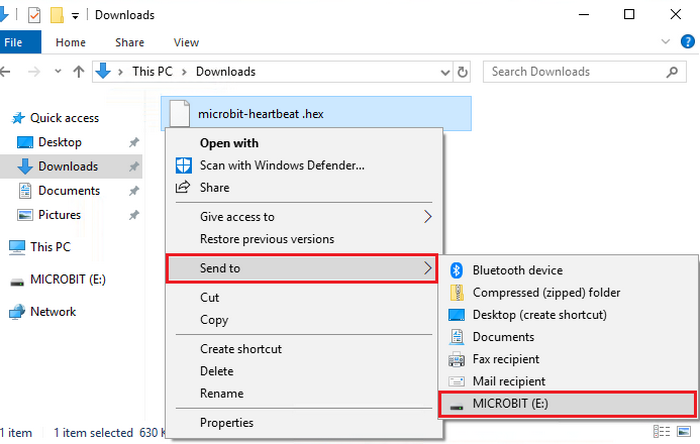 Downloads
File
Home
Share
View
This PC
Downloads
Search Downloads
Quick access
Desktop
Downloads
Documents
Pictures
This PC
MICROBIT (E:)
Network
microbit-heartbeat .hex
Open with
Scan with Windows Defender...
Share
Give access to
Restore previous versions
Send to
Cut
Copy
Create shortcut
Delete
Rename
Properties
Bluetooth device
Compressed (zipped) folder
Desktop (create shortcut)
Documents
Fax recipient
Mail recipient
MICROBIT (E:)
1 item
1 item selected
630 K